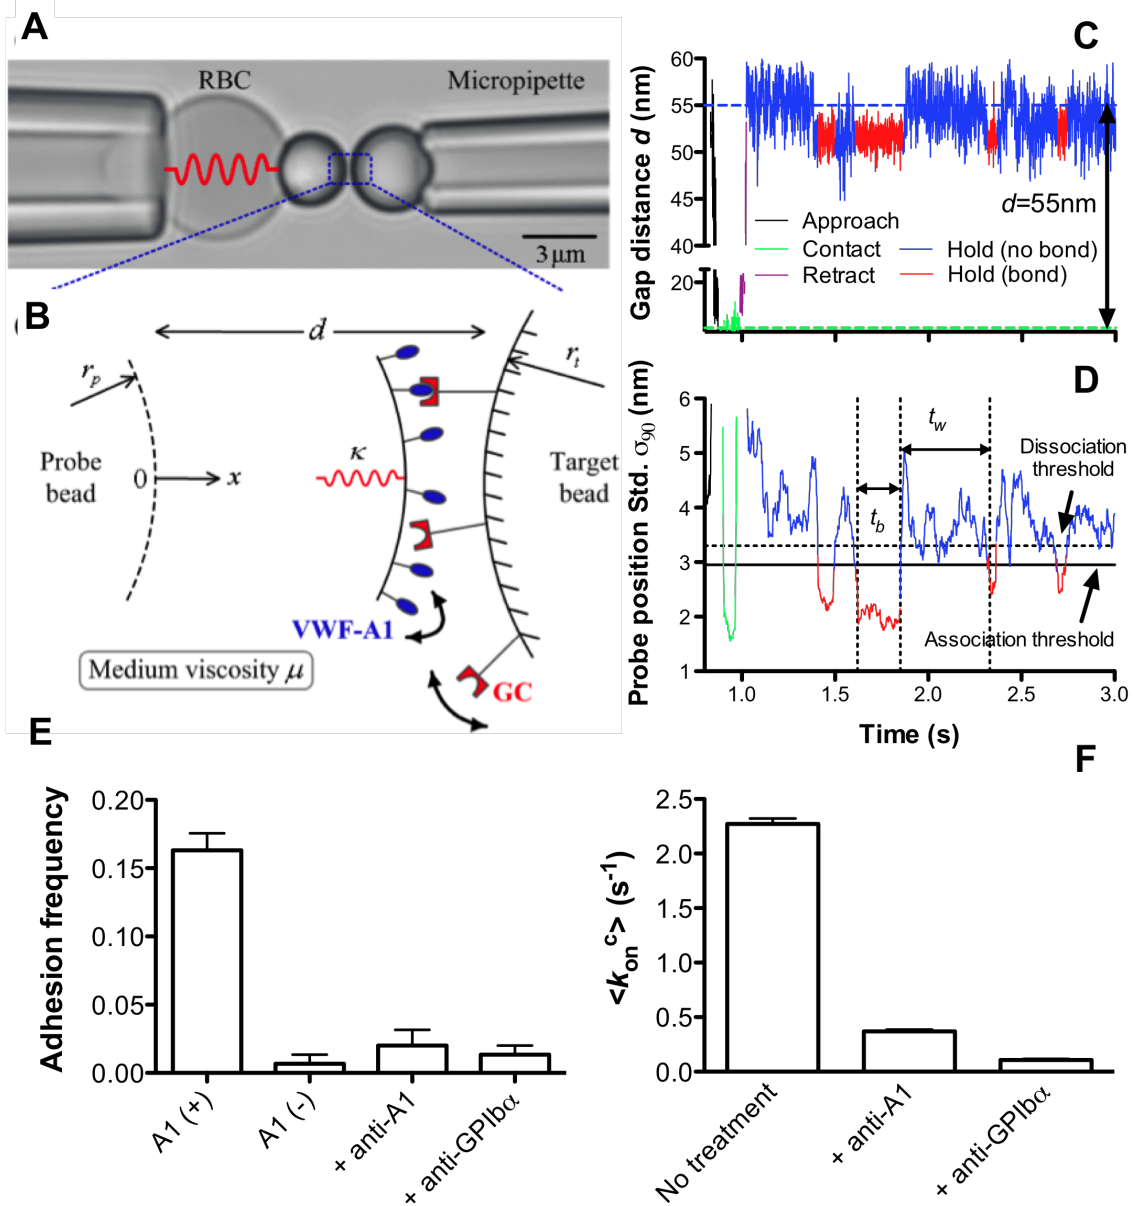 A
RBC
Micropipette
3 μm
B
d
r_p
r_t
κ
Probe
bead
0
x
Target
bead
VWF-A1
Medium viscosity μ
GC
C
Gap distance d (nm)
60
55
50
45
40
20
d=55nm
Approach
Contact
Hold (no bond)
Retract
Hold (bond)
D
Probe position Std. σ90 (nm)
6
5
4
3
2
1
t_w
t_b
Dissociation
threshold
Association threshold
1.0
1.5
2.0
2.5
3.0
Time (s)
E
Adhesion frequency
0.20
0.15
0.10
0.05
0.00
A1 (+)
A1 (-)
+ anti-A1
+ anti-GPIbα
F
<k_on^c> (s^-1)
2.5
2.0
1.5
1.0
0.5
0.0
No treatment
+ anti-A1
+ anti-GPIbα